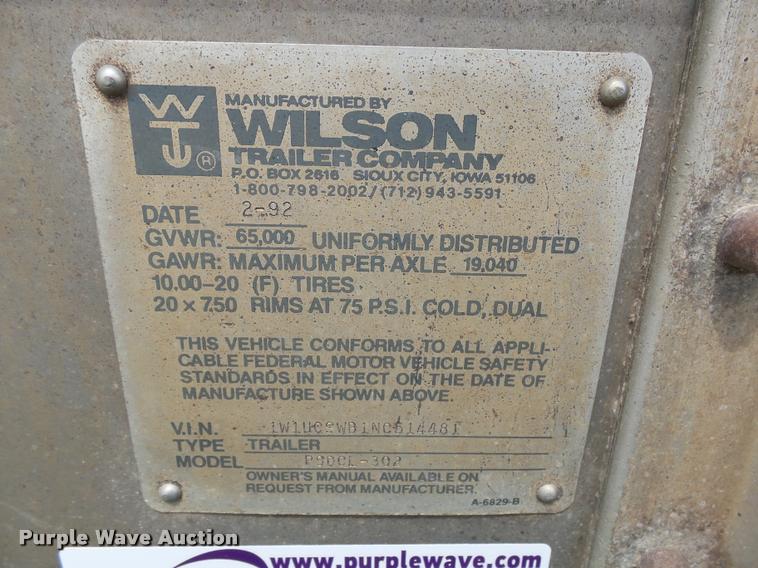 WTC ®
MANUFACTURED BY
WILSON
TRAILER COMPANY
P.O. BOX 2616 SIOUX CITY, IOWA 51106
1-800-798-2002/(712)943-5591
DATE 2-92
GVWR: 65,000 UNIFORMLY DISTRIBUTED
GAWR: MAXIMUM PER AXLE 19,040
10.00-20 (F) TIRES
20 x 7.50 RIMS AT 75 P.S.I. COLD, DUAL
THIS VEHICLE CONFORMS TO ALL APPLI-
CABLE FEDERAL MOTOR VEHICLE SAFETY
STANDARDS IN EFFECT ON THE DATE OF
MANUFACTURE SHOWN ABOVE.
V.I.N.
TYPE TRAILER
MODEL
OWNER'S MANUAL AVAILABLE ON
REQUEST FROM MANUFACTURER.
A-6829-B
Purple Wave Auction
www.purplewave.com
Purple Wave Auction